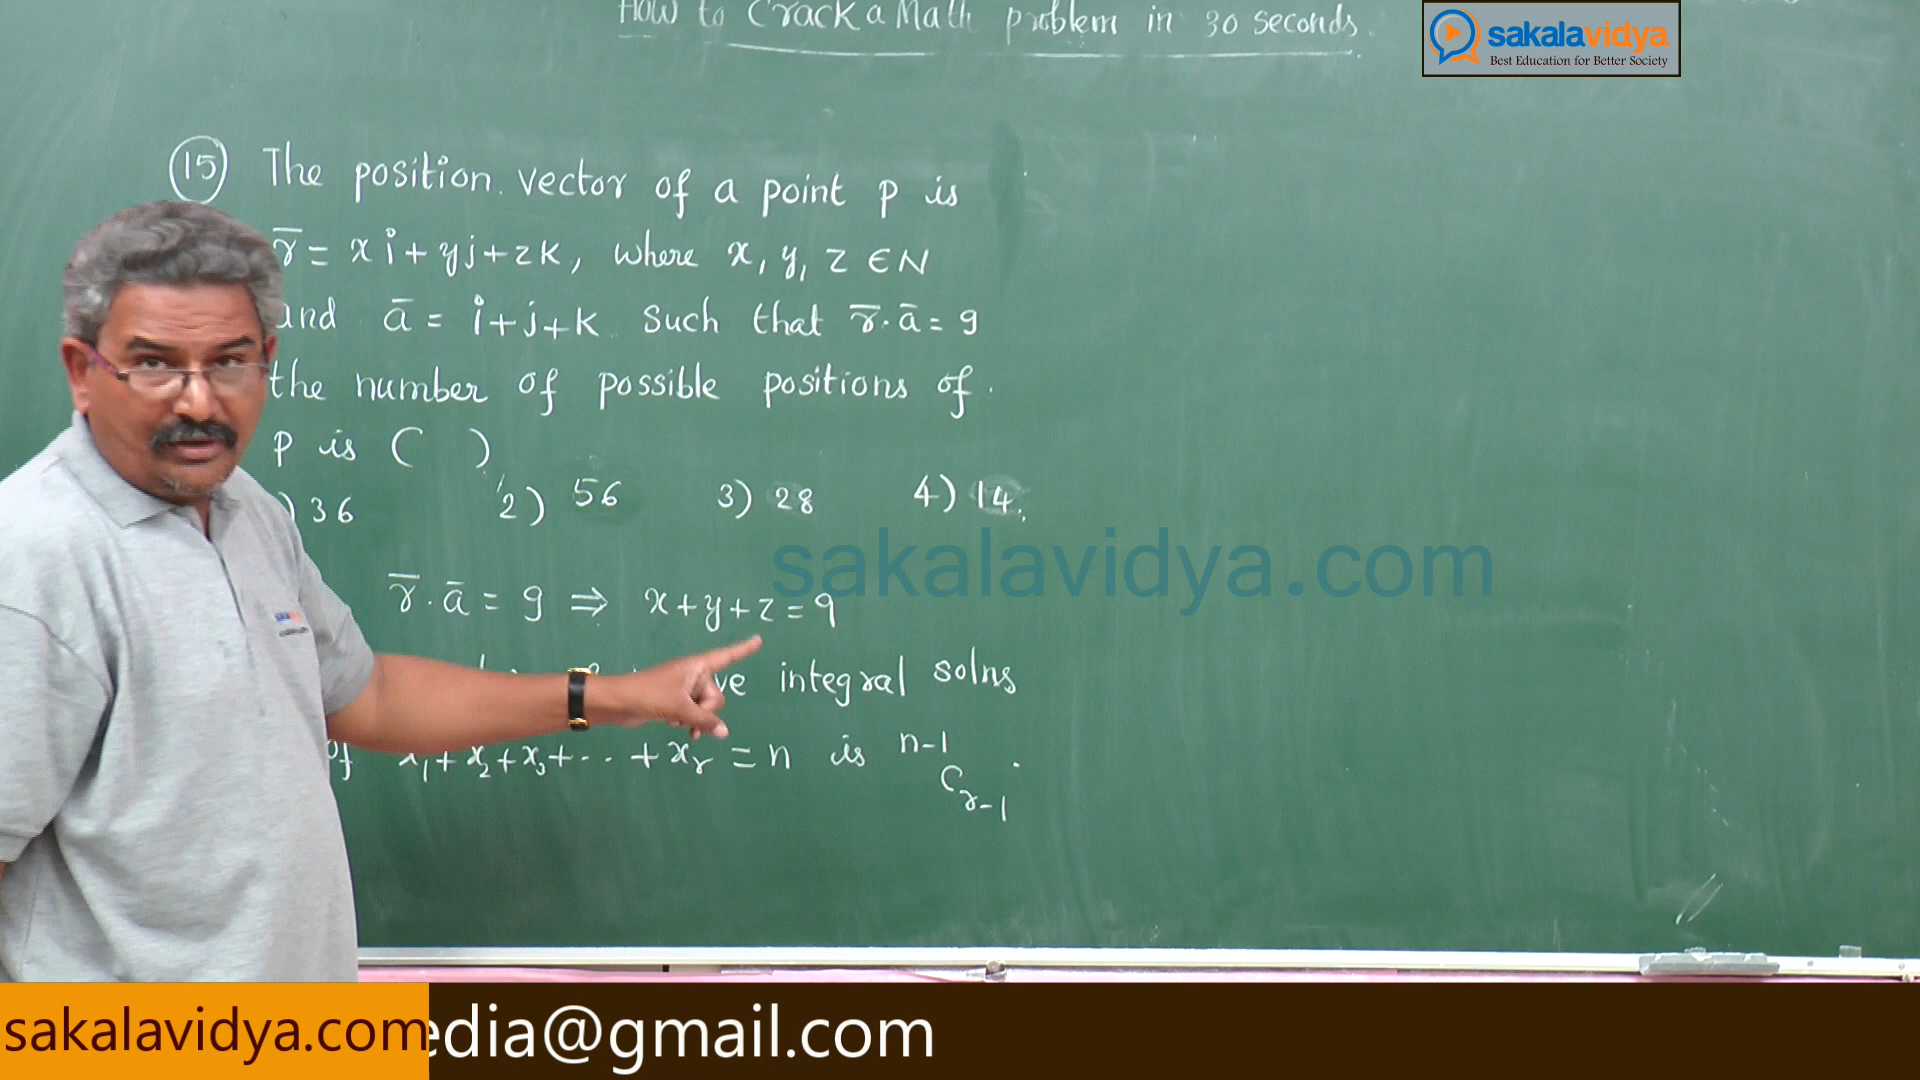 How to Crack a Math problem in 30 seconds.
sakalavidya
Best Education for Better Society
15 The position vector of a point P is
r̅ = xi+yj+zk, where x, y, z ∈ N
and a̅ = i+j+k such that r̅.a̅ = 9
the number of possible positions of
P is ( )
) 36 2) 56 3) 28 4) 14.
sakalavidya.com
r̅.a̅ = 9 ⇒ x+y+z=9
ve integral solns
of x₁+x₂+x₃+...+xᵣ = n is ⁿ⁻¹Cᵣ₋₁.
sakalavidya.com
edia@gmail.com